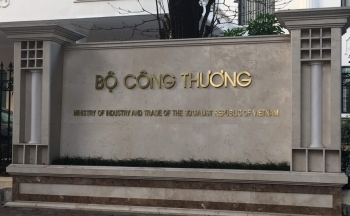 BỘ CÔNG THƯƠNG
MINISTRY OF INDUSTRY AND TRADE OF THE SOCIALIST REPUBLIC OF VIETNAM